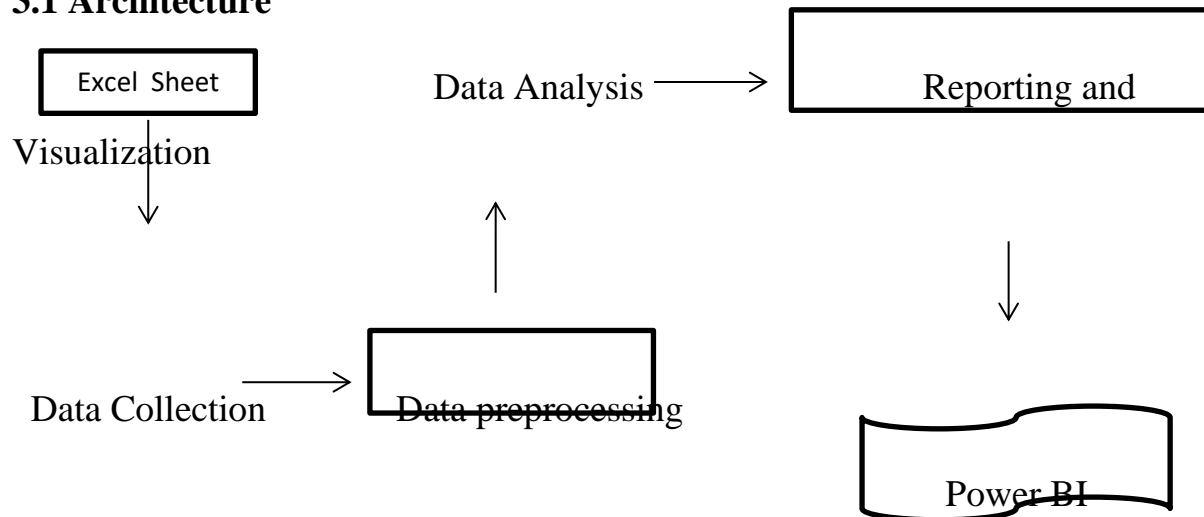 3.1 Architecture
Excel Sheet
Data Analysis
Reporting and
Visualization
Data Collection
Data preprocessing
Power BI